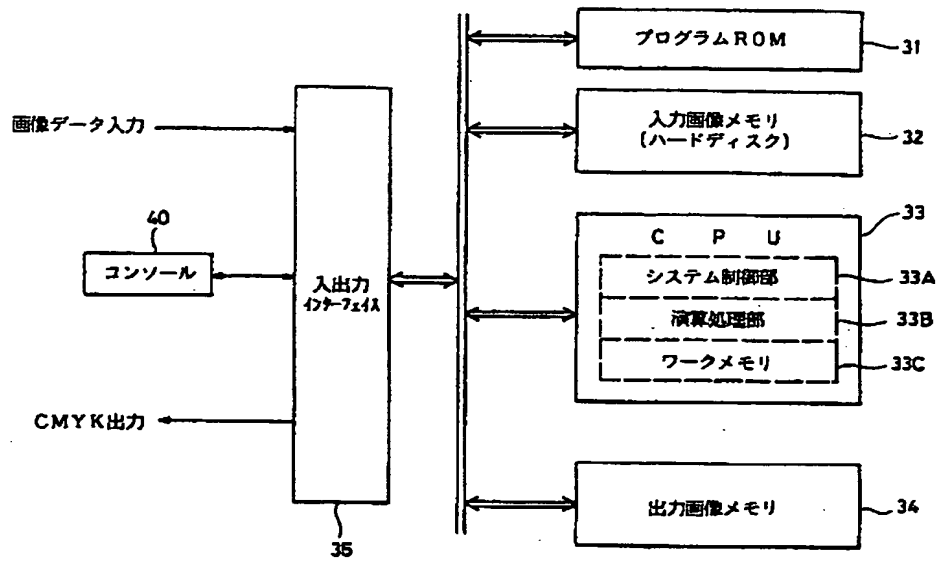 プログラムROM
31
画像データ入力
入力画像メモリ
(ハードディスク)
32
40
コンソール
入出力
インターフェイス
33
C P U
システム制御部
33A
演算処理部
33B
ワークメモリ
33C
CMYK出力
出力画像メモリ
34
35